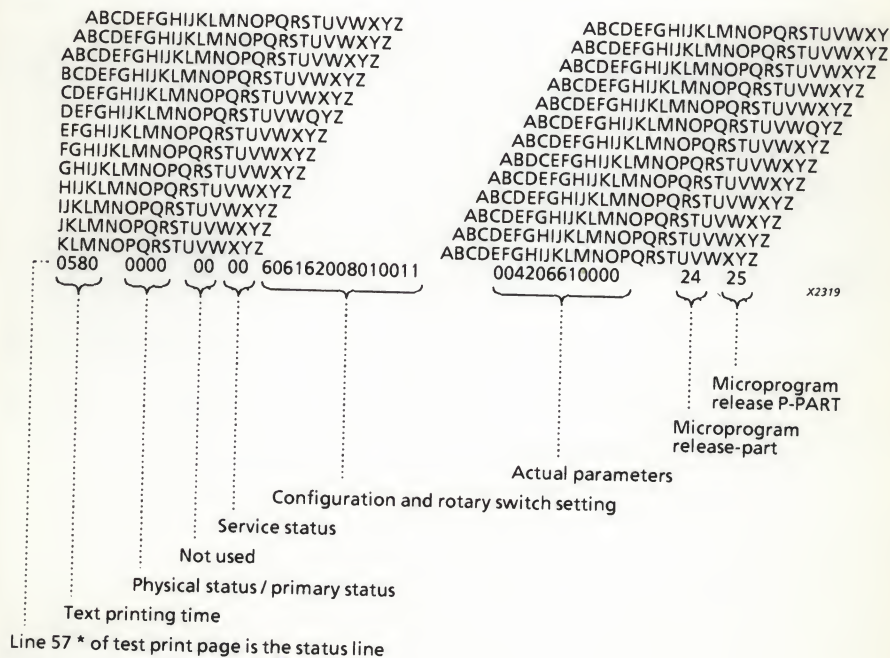 ABCDEFGHIJKLMNOPQRSTUVWXYZ ABCDEFGHIJKLMNOPQRSTUVWXY
ABCDEFGHIJKLMNOPQRSTUVWXYZ ABCDEFGHIJKLMNOPQRSTUVWXYZ
ABCDEFGHIJKLMNOPQRSTUVWXYZ ABCDEFGHIJKLMNOPQRSTUVWXYZ
BCDEFGHIJKLMNOPQRSTUVWXYZ ABCDEFGHIJKLMNOPQRSTUVWXYZ
CDEFGHIJKLMNOPQRSTUVWXYZ ABCDEFGHIJKLMNOPQRSTUVWXYZ
DEFGHIJKLMNOPQRSTUVWQYZ ABCDEFGHIJKLMNOPQRSTUVWQYZ
EFGHIJKLMNOPQRSTUVWXYZ ABCDEFGHIJKLMNOPQRSTUVWXYZ
FGHIJKLMNOPQRSTUVWXYZ ABDCEFGHIJKLMNOPQRSTUVWXYZ
GHIJKLMNOPQRSTUVWXYZ ABCDEFGHIJKLMNOPQRSTUVWXYZ
HIJKLMNOPQRSTUVWXYZ ABCDEFGHIJKLMNOPQRSTUVWXYZ
IJKLMNOPQRSTUVWXYZ ABCDEFGHIJKLMNOPQRSTUVWXYZ
JKLMNOPQRSTUVWXYZ ABCDEFGHIJKLMNOPQRSTUVWXYZ
KLMNOPQRSTUVWXYZ ABCDEFGHIJKLMNOPQRSTUVWXYZ
0580 0000 00 00 606162008010011 004206610000 24 25
X2319
Microprogram
release P-PART
Microprogram
release-part
Actual parameters
Configuration and rotary switch setting
Service status
Not used
Physical status / primary status
Text printing time
Line 57 * of test print page is the status line